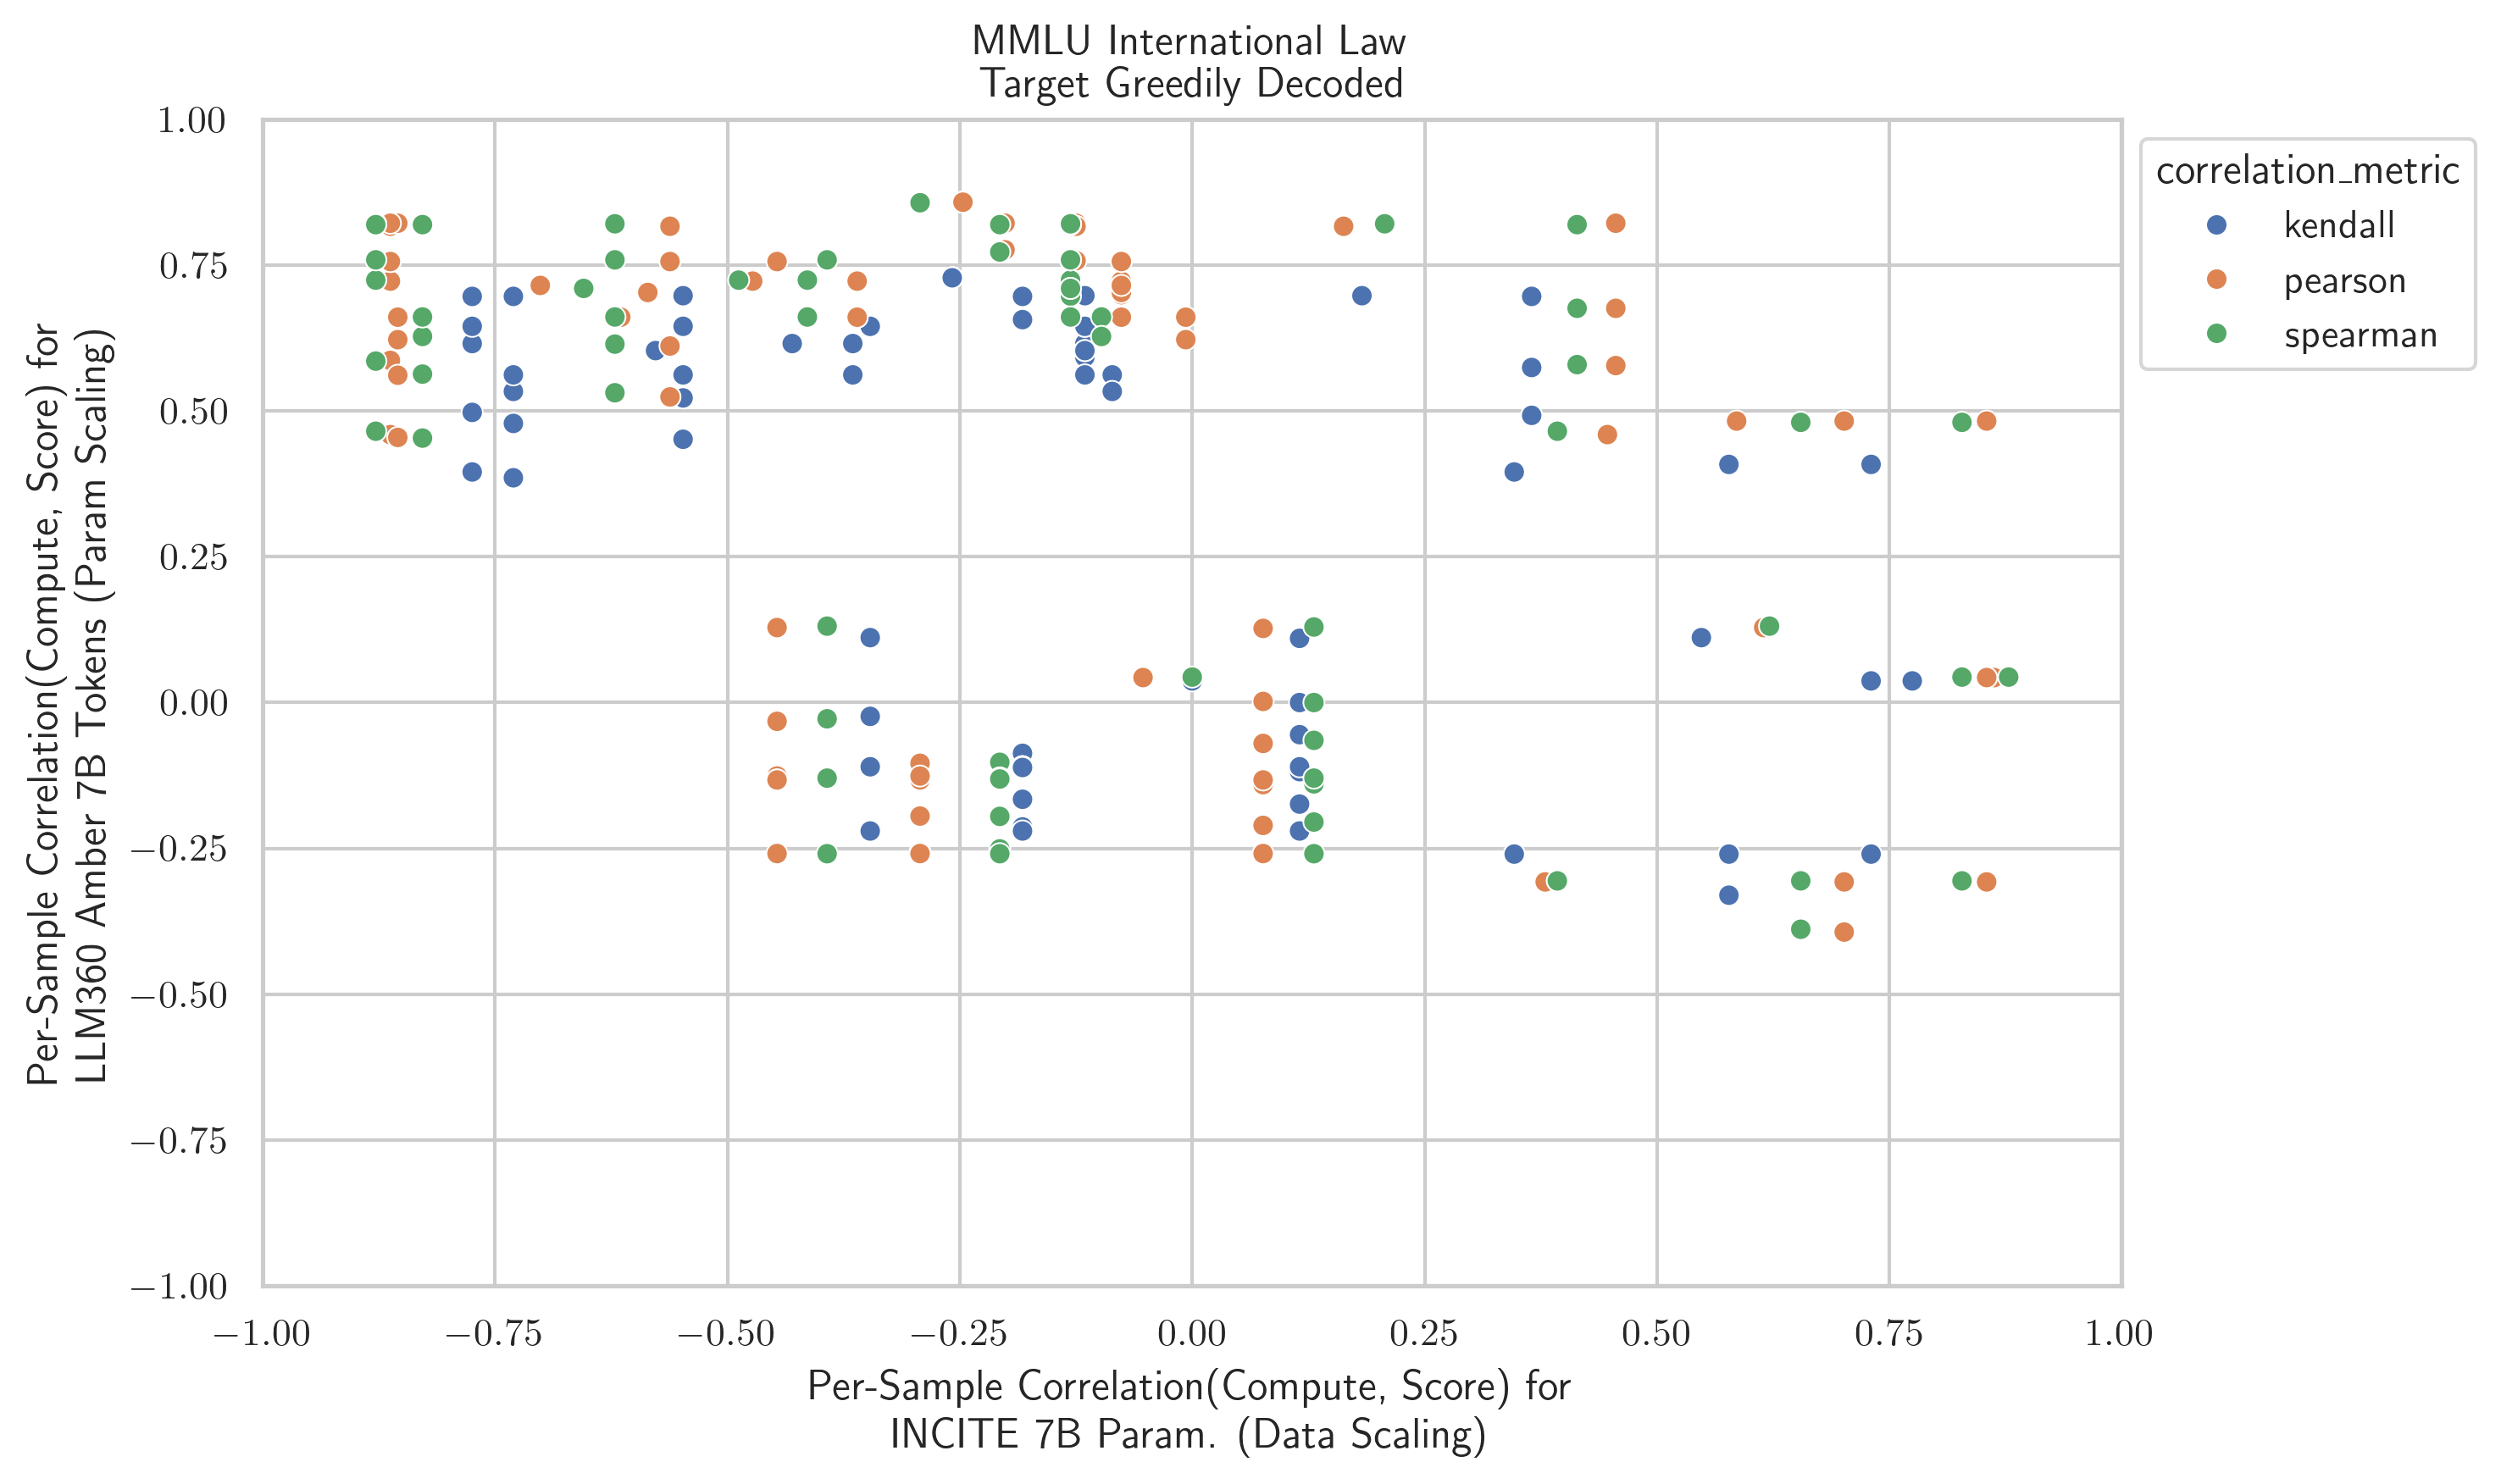 MMLU International Law
Target Greedily Decoded
Per-Sample Correlation(Compute, Score) for
LLM360 Amber 7B Tokens (Param Scaling)
1.00
0.75
0.50
0.25
0.00
−0.25
−0.50
−0.75
−1.00
−1.00 −0.75 −0.50 −0.25 0.00 0.25 0.50 0.75 1.00
Per-Sample Correlation(Compute, Score) for
INCITE 7B Param. (Data Scaling)
correlation_metric
kendall
pearson
spearman